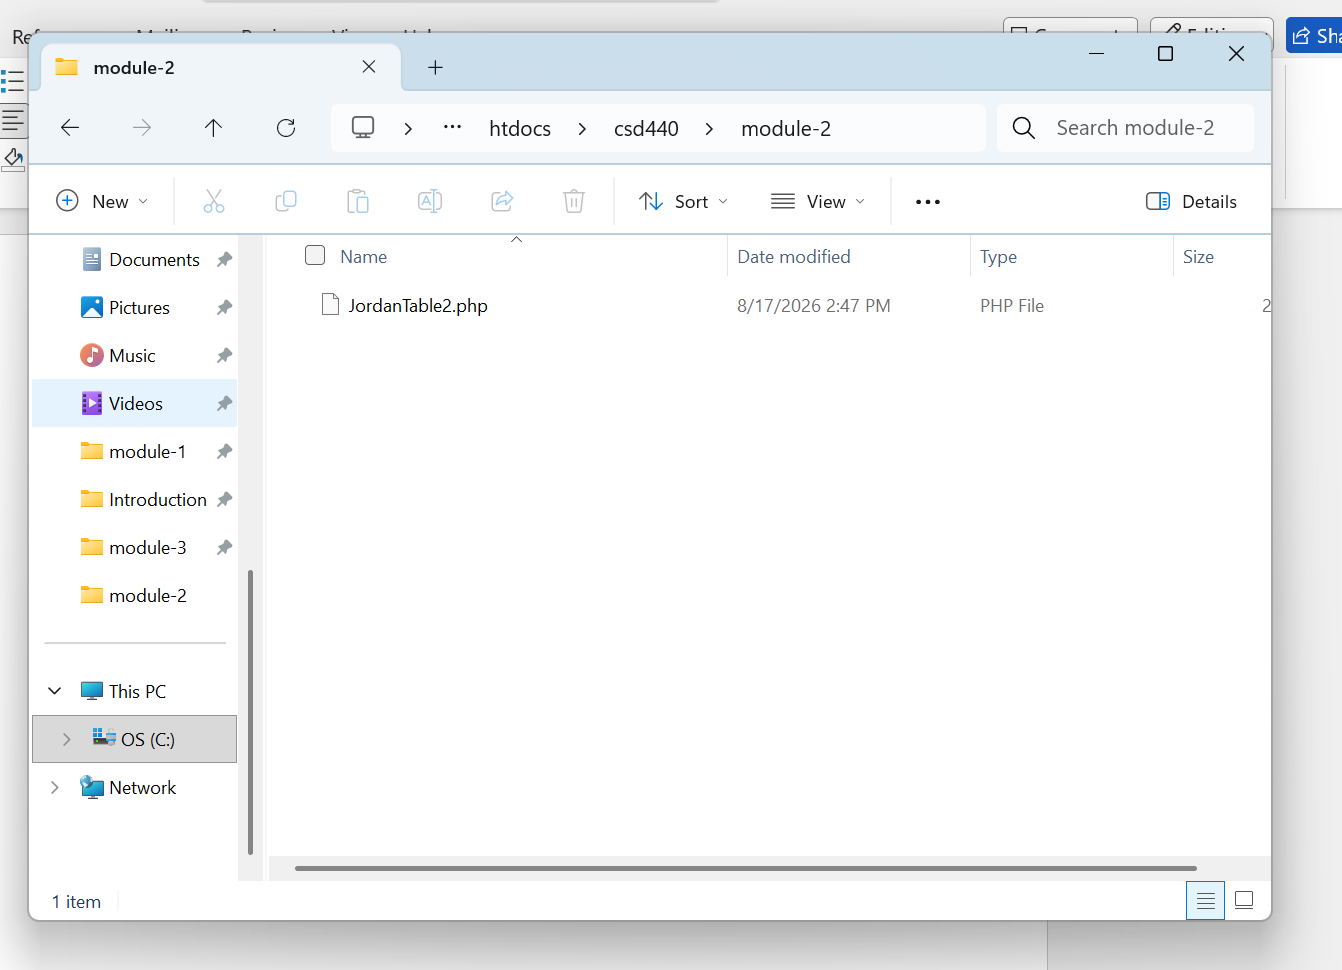 module-2
htdocs > csd440 > module-2
Search module-2
New
Sort
View
Details
Name
Date modified
Type
Size
JordanTable2.php
8/17/2026 2:47 PM
PHP File
2
Documents
Pictures
Music
Videos
module-1
Introduction
module-3
module-2
This PC
OS (C:)
Network
1 item